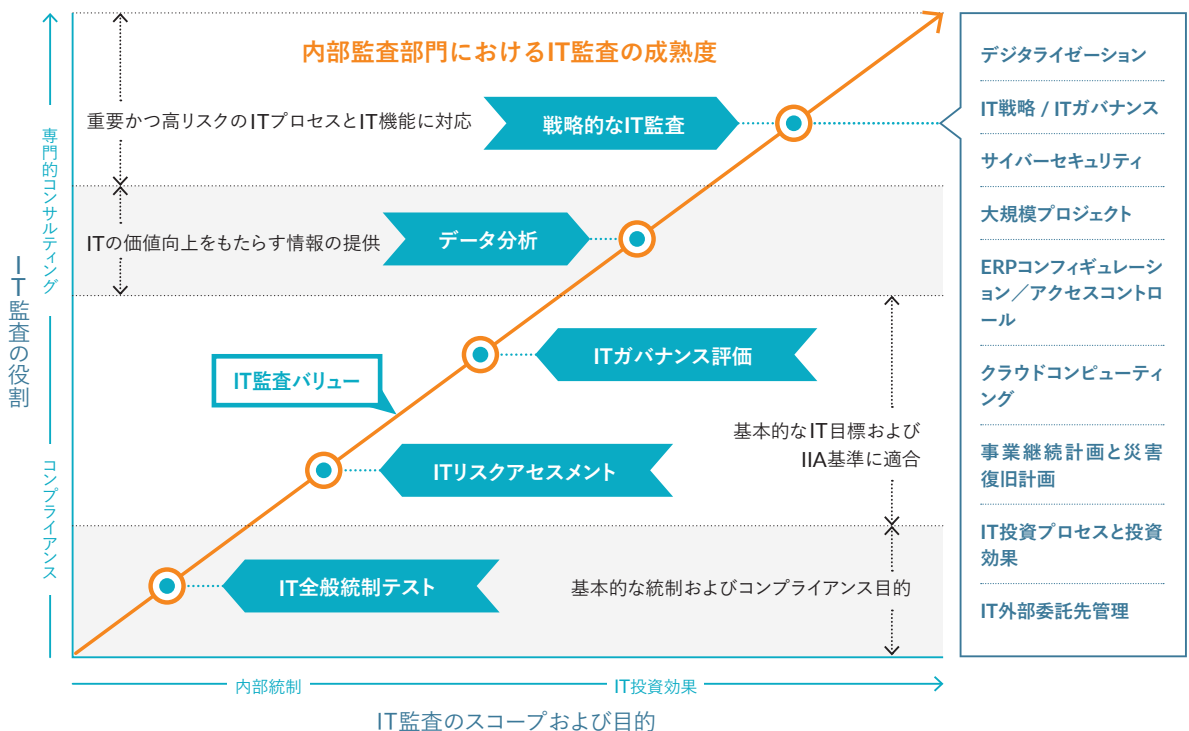 内部監査部門におけるIT監査の成熟度
重要かつ高リスクのITプロセスとIT機能に対応
戦略的なIT監査
ITの価値向上をもたらす情報の提供
データ分析
ITガバナンス評価
IT監査バリュー
基本的なIT目標および
IIA基準に適合
ITリスクアセスメント
IT全般統制テスト
基本的な統制およびコンプライアンス目的
IT監査の役割
専門的コンサルティング
コンプライアンス
内部統制
IT投資効果
IT監査のスコープおよび目的
デジタライゼーション
IT戦略 / ITガバナンス
サイバーセキュリティ
大規模プロジェクト
ERPコンフィギュレーシ
ョン／アクセスコントロ
ール
クラウドコンピューティ
ング
事業継続計画と災害
復旧計画
IT投資プロセスと投資
効果
IT外部委託先管理